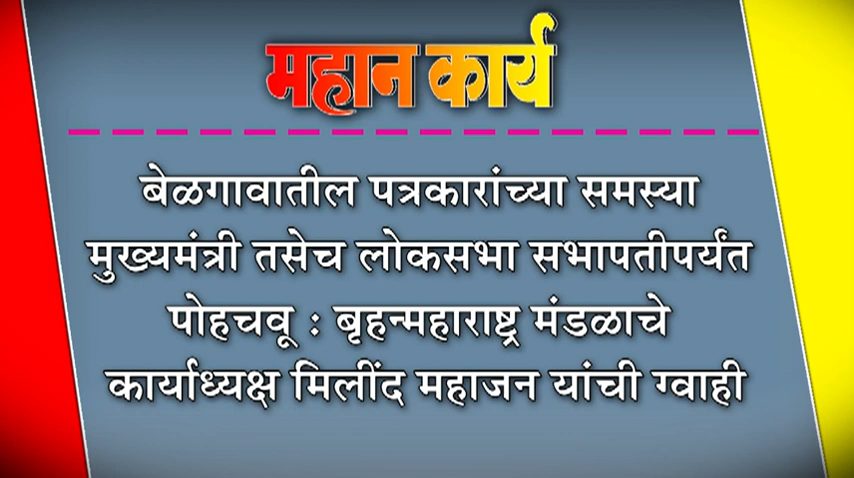 महान कार्य
बेळगावातील पत्रकारांच्या समस्या
मुख्यमंत्री तसेच लोकसभा सभापतीपर्यंत
पोहचवू : बृहन्महाराष्ट्र मंडळाचे
कार्याध्यक्ष मिलींद महाजन यांची ग्वाही